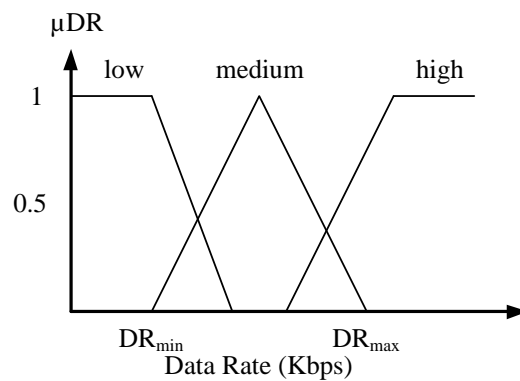 µDR
low medium high
1
0.5
DRmin DRmax
Data Rate (Kbps)